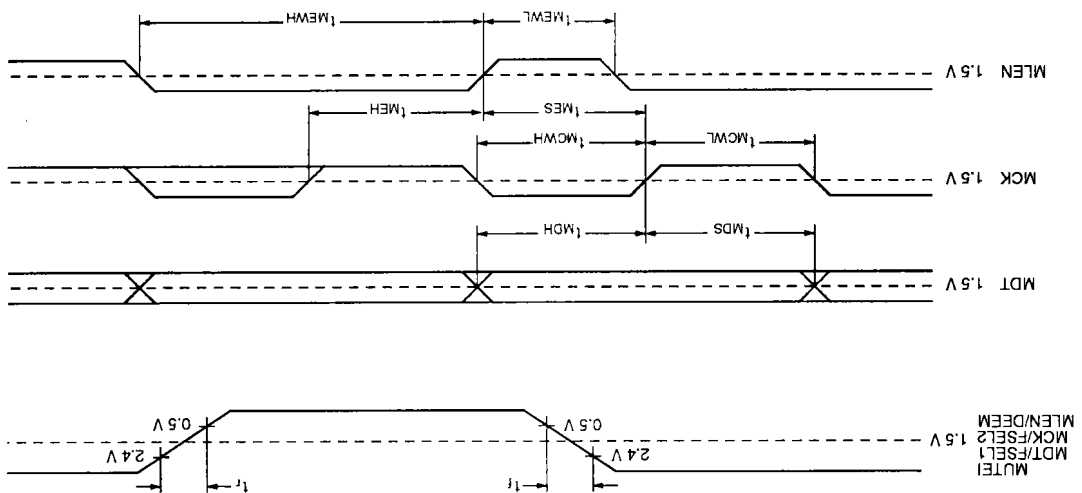 tf tr
MUTEI
MDT/FSEL1
MCK/FSEL2 1.5 V
MLEN/DEEM
2.4 V 2.4 V
0.5 V 0.5 V
MDT 1.5 V
tMDS tMDH
MCK 1.5 V
tMCWL tMCWH
tMES tMEH
MLEN 1.5 V
tMEWL tMEWH